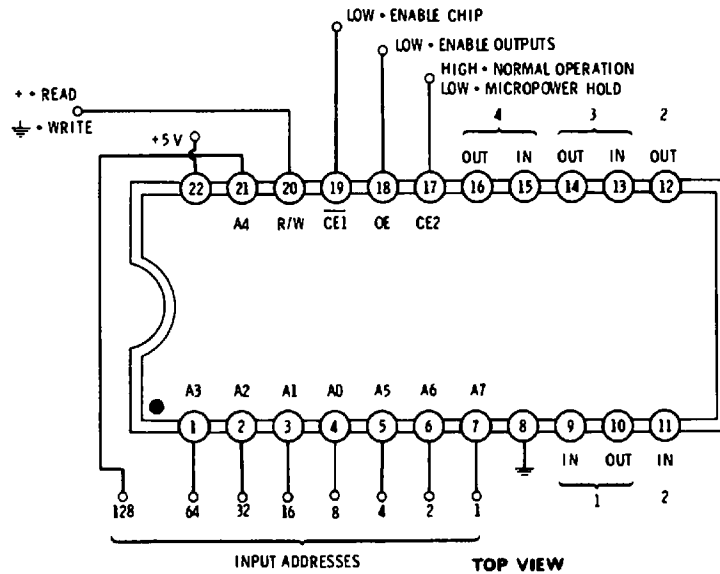 LOW - ENABLE CHIP
LOW - ENABLE OUTPUTS
HIGH - NORMAL OPERATION
LOW - MICROPOWER HOLD
+ - READ
- WRITE
+5 V
4 3 2
OUT IN OUT IN OUT
22 21 20 19 18 17 16 15 14 13 12
A4 R/W CE1 OE CE2
A3 A2 A1 A0 A5 A6 A7
1 2 3 4 5 6 7 8 9 10 11
IN OUT IN
128 64 32 16 8 4 2 1
1 2
INPUT ADDRESSES
TOP VIEW